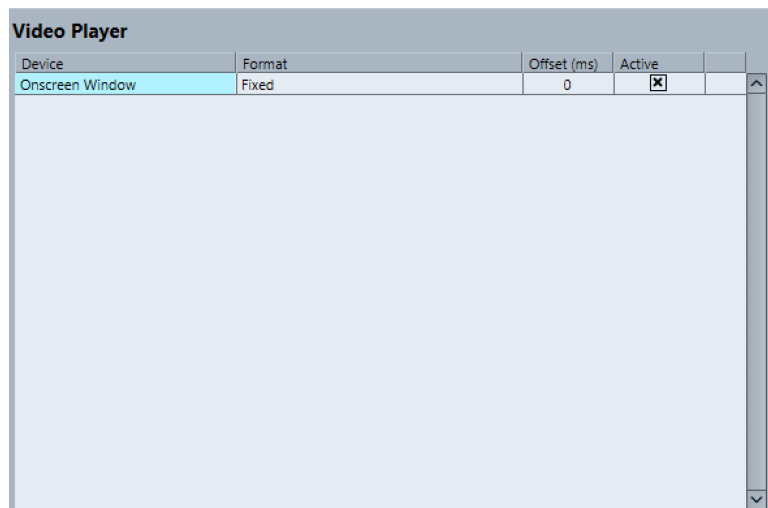 Video Player
Device Format Offset (ms) Active
Onscreen Window Fixed 0